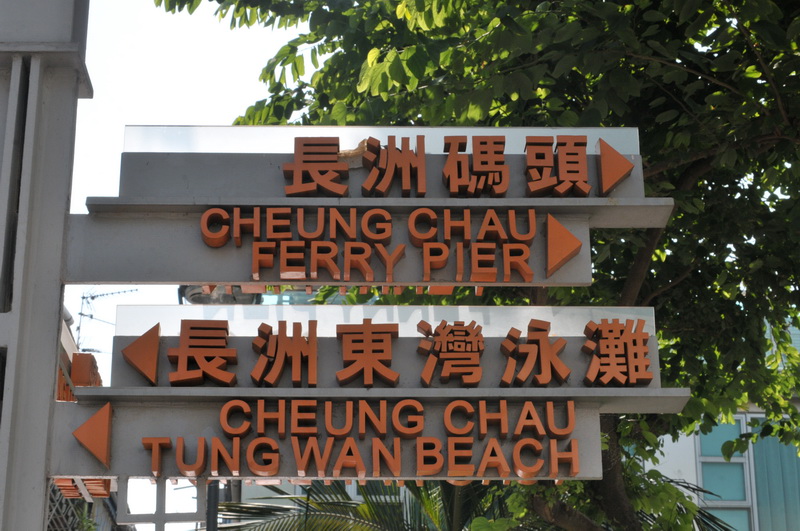 長洲碼頭
CHEUNG CHAU
FERRY PIER
長洲東灣泳灘
CHEUNG CHAU
TUNG WAN BEACH